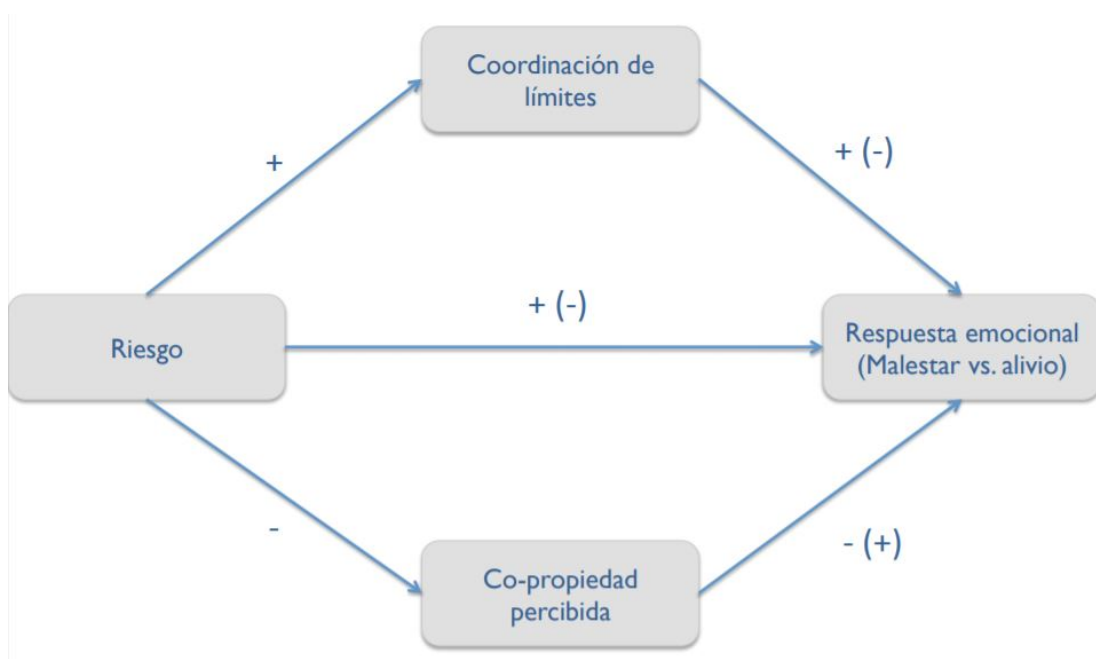 Coordinación de
límites
+
+ (-)
+ (-)
Riesgo
Respuesta emocional
(Malestar vs. alivio)
-
- (+)
Co-propiedad
percibida